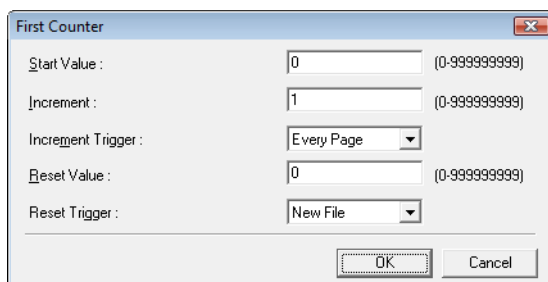 First Counter
Start Value : 0 (0-999999999)
Increment : 1 (0-999999999)
Increment Trigger : Every Page
Reset Value : 0 (0-999999999)
Reset Trigger : New File
OK Cancel